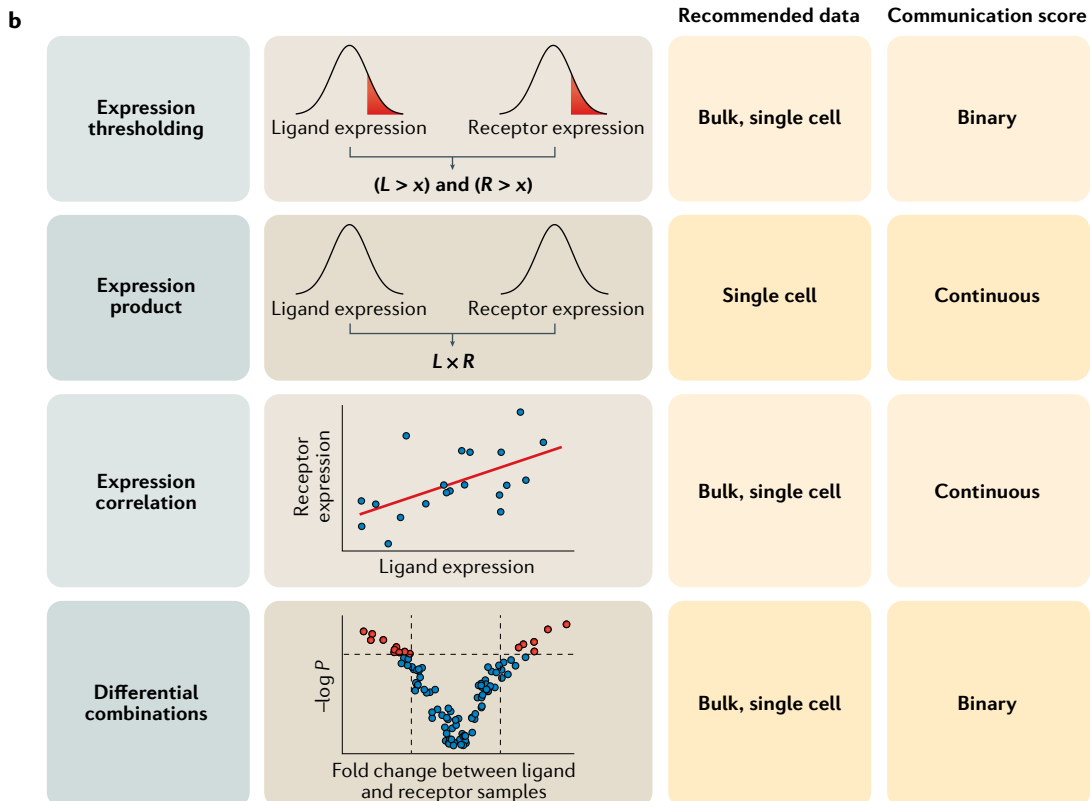 b
Recommended data
Communication score
Expression
thresholding
Ligand expression
Receptor expression
(L > x) and (R > x)
Bulk, single cell
Binary
Expression
product
Ligand expression
Receptor expression
L × R
Single cell
Continuous
Expression
correlation
Receptor
expression
Ligand expression
Bulk, single cell
Continuous
Differential
combinations
–log P
Fold change between ligand
and receptor samples
Bulk, single cell
Binary